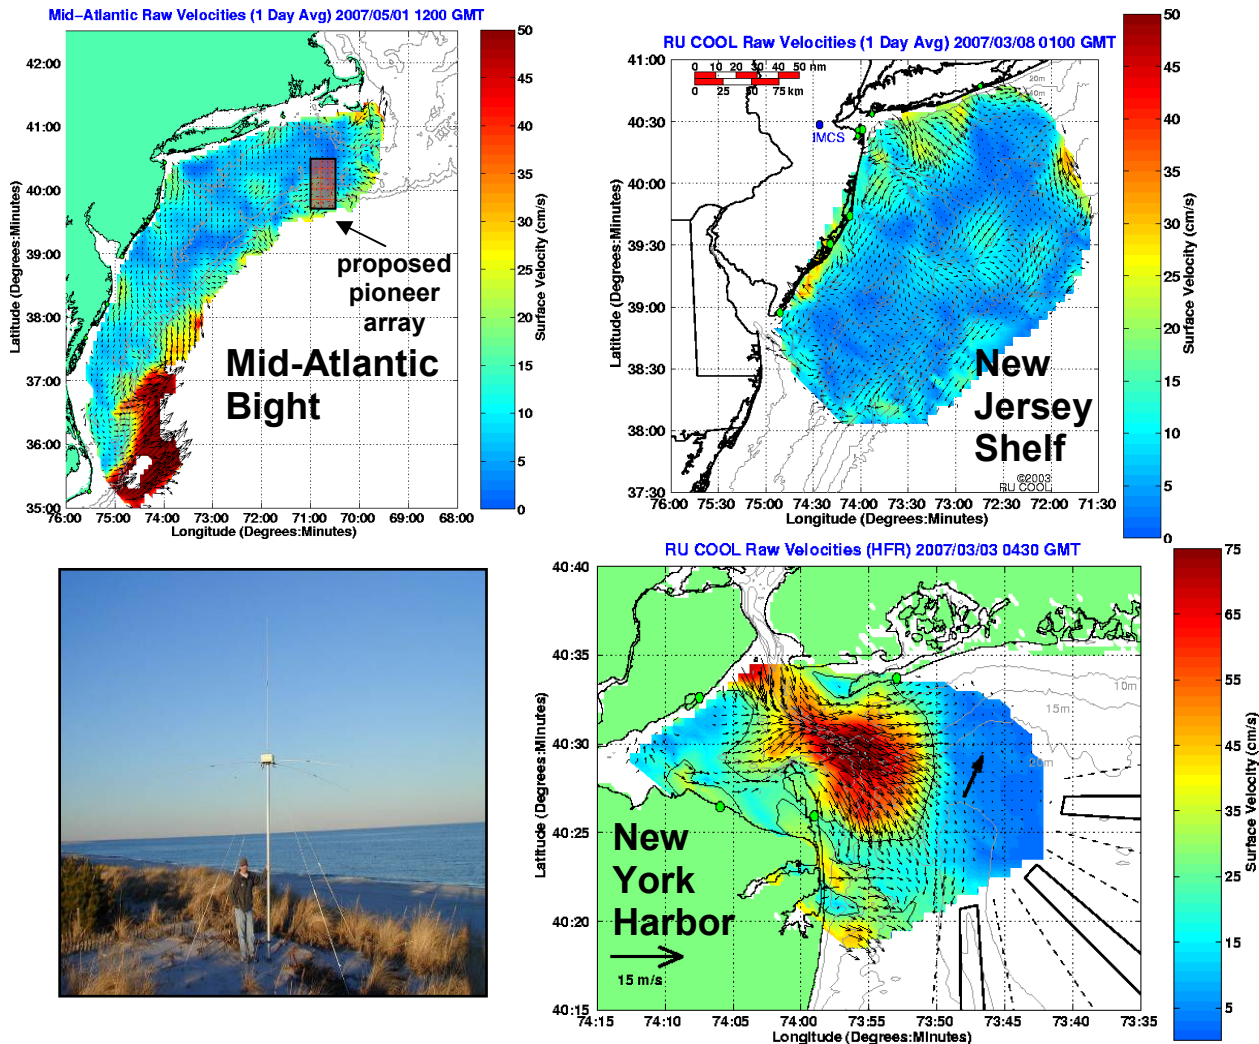 Mid-Atlantic Raw Velocities (1 Day Avg) 2007/05/01 1200 GMT
42:00
41:00
40:00
39:00
38:00
37:00
36:00
35:00
Latitude (Degrees:Minutes)
76:00 75:00 74:00 73:00 72:00 71:00 70:00 69:00 68:00
Longitude (Degrees:Minutes)
proposed
pioneer
array
Mid-Atlantic
Bight
50
45
40
35
30
25
20
15
10
5
0
Surface Velocity (cm/s)
RU COOL Raw Velocities (1 Day Avg) 2007/03/08 0100 GMT
0 10 20 30 40 50 nm
0 25 50 75 km
41:00
40:30
40:00
39:30
39:00
38:30
38:00
37:30
Latitude (Degrees:Minutes)
IMCS
20m
40m
New
Jersey
Shelf
©2003
RU COOL
76:00 75:30 75:00 74:30 74:00 73:30 73:00 72:30 72:00 71:30
Longitude (Degrees:Minutes)
50
45
40
35
30
25
20
15
10
5
0
Surface Velocity (cm/s)
RU COOL Raw Velocities (HFR) 2007/03/03 0430 GMT
40:40
40:35
40:30
40:25
40:20
40:15
Latitude (Degrees:Minutes)
10m
15m
20m
New
York
Harbor
15 m/s
74:15 74:10 74:05 74:00 73:55 73:50 73:45 73:40 73:35
Longitude (Degrees:Minutes)
75
70
65
60
55
50
45
40
35
30
25
20
15
10
5
0
Surface Velocity (cm/s)